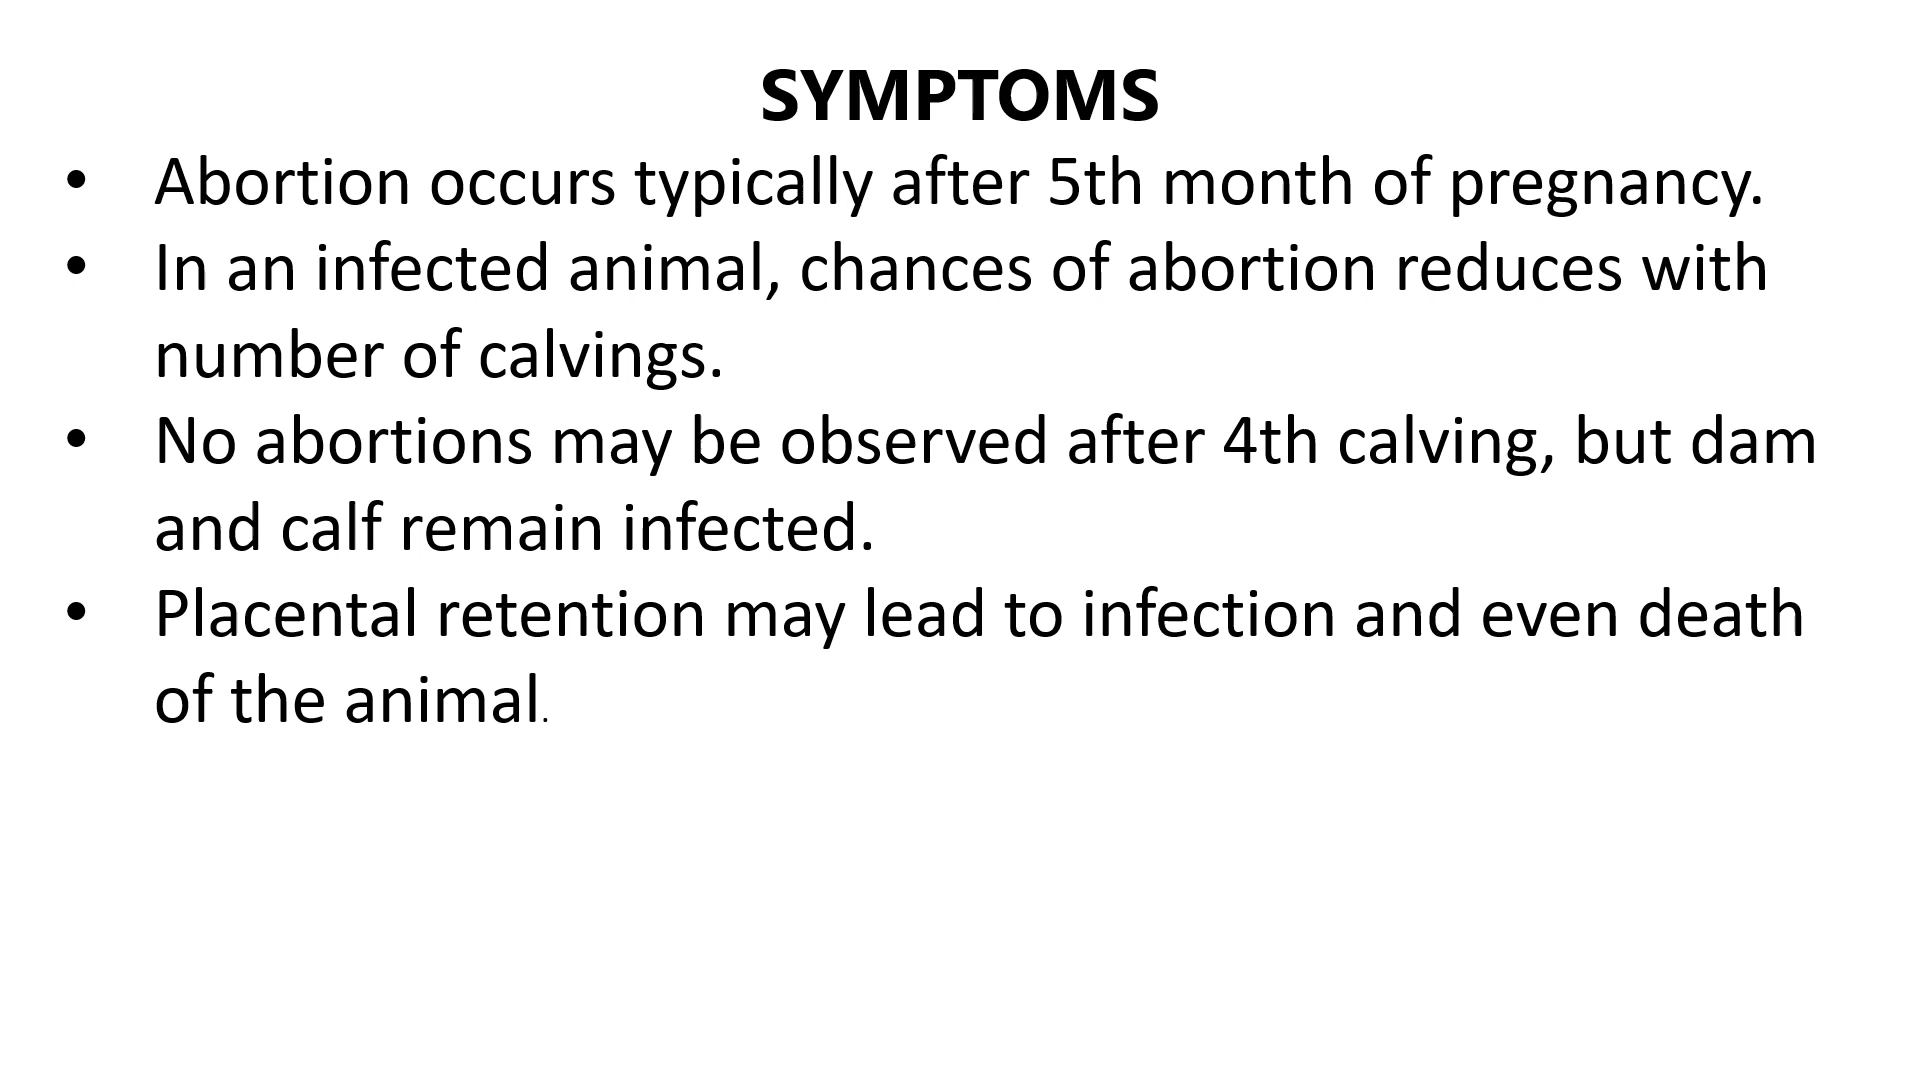 SYMPTOMS
• Abortion occurs typically after 5th month of pregnancy.
• In an infected animal, chances of abortion reduces with
number of calvings.
• No abortions may be observed after 4th calving, but dam
and calf remain infected.
• Placental retention may lead to infection and even death
of the animal.